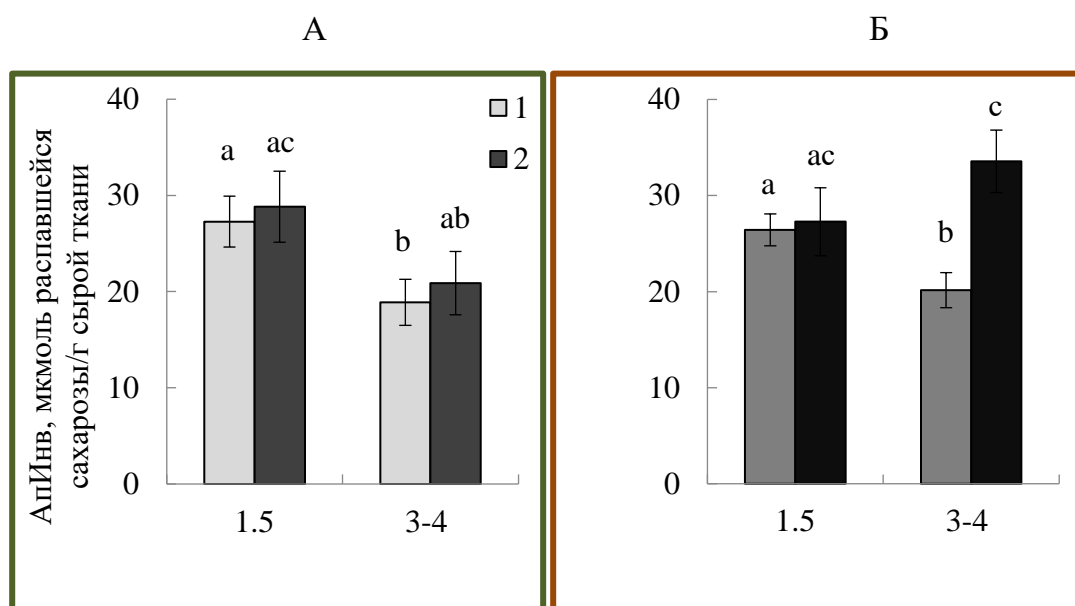 А
Б
АпИнв, мкмоль распавшейся
сахарозы/г сырой ткани
40
30
20
10
0
a
ac
b
ab
1
2
1.5
3-4
40
30
20
10
0
a
ac
b
c
1.5
3-4